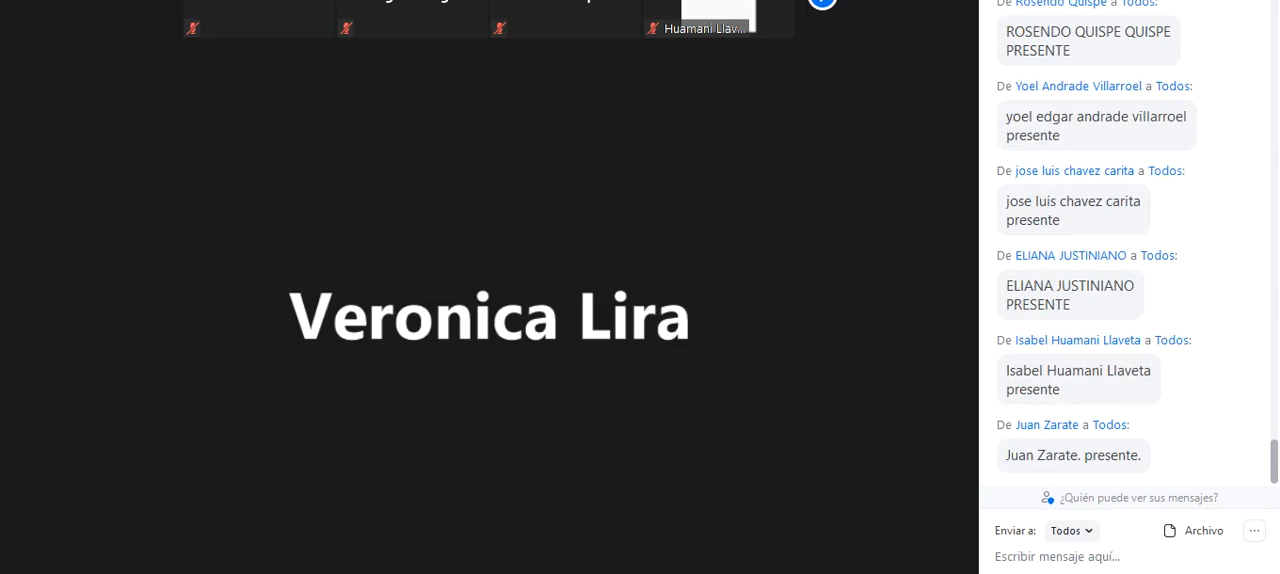 Huamani Llav...
Veronica Lira
De Rosendo Quispe a Todos:
ROSENDO QUISPE QUISPE
PRESENTE
De Yoel Andrade Villarroel a Todos:
yoel edgar andrade villarroel
presente
De jose luis chavez carita a Todos:
jose luis chavez carita
presente
De ELIANA JUSTINIANO a Todos:
ELIANA JUSTINIANO
PRESENTE
De Isabel Huamani Llaveta a Todos:
Isabel Huamani Llaveta
presente
De Juan Zarate a Todos:
Juan Zarate. presente.
¿Quién puede ver sus mensajes?
Enviar a: Todos Archivo ...
Escribir mensaje aquí...